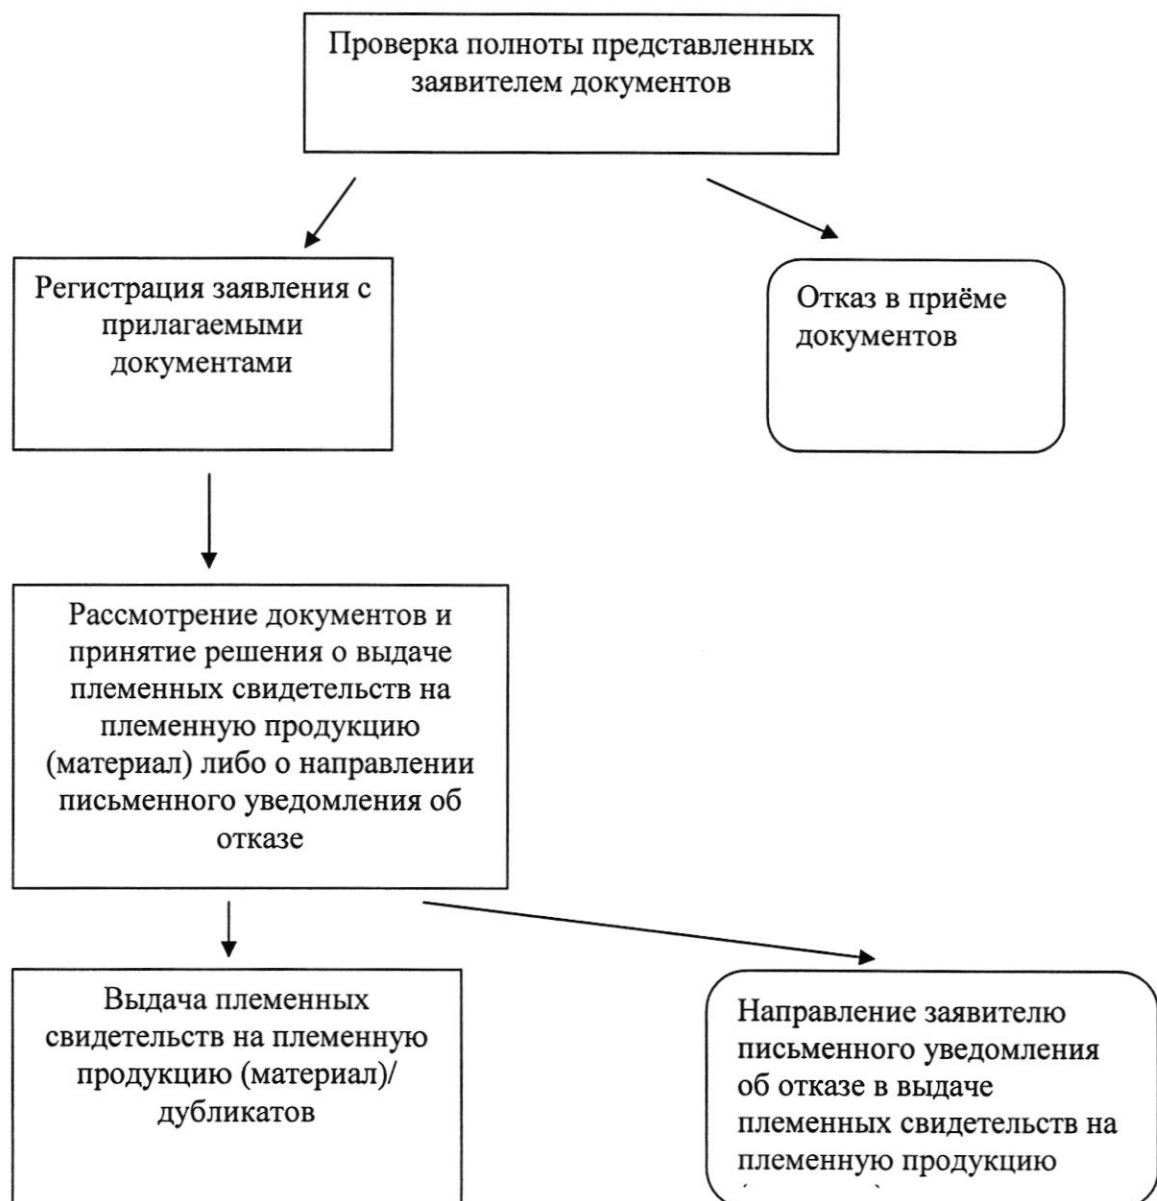 Проверка полноты представленных
заявителем документов
Регистрация заявления с
прилагаемыми
документами
Отказ в приёме
документов
Рассмотрение документов и
принятие решения о выдаче
племенных свидетельств на
племенную продукцию
(материал) либо о направлении
письменного уведомления об
отказе
Выдача племенных
свидетельств на племенную
продукцию (материал)/
дубликатов
Направление заявителю
письменного уведомления
об отказе в выдаче
племенных свидетельств на
племенную продукцию